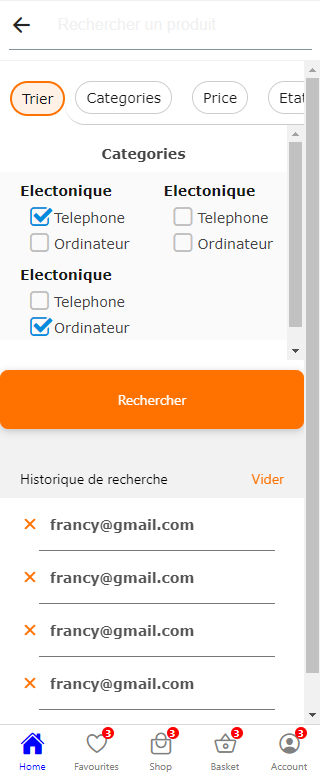 Rechercher un produit
Trier Categories Price Etat
Categories
Electonique Electonique
Telephone Telephone
Ordinateur Ordinateur
Electonique
Telephone
Ordinateur
Rechercher
Historique de recherche Vider
francy@gmail.com
francy@gmail.com
francy@gmail.com
francy@gmail.com
3 3 3 3
Home Favourites Shop Basket Account